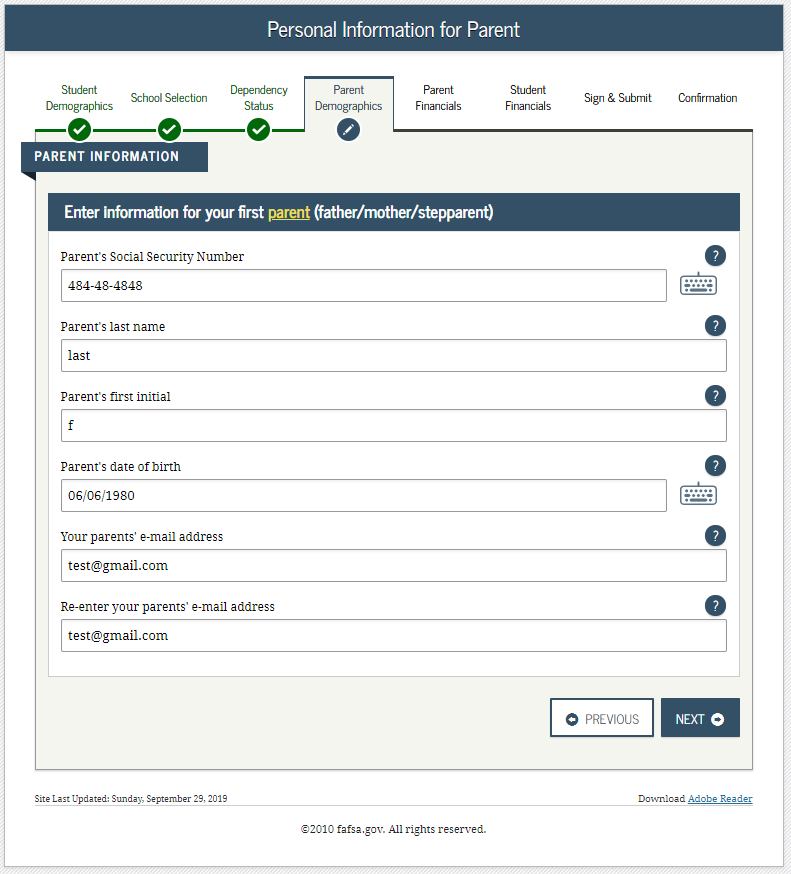 Personal Information for Parent
Student Demographics
School Selection
Dependency Status
Parent Demographics
Parent Financials
Student Financials
Sign & Submit
Confirmation
PARENT INFORMATION
Enter information for your first parent (father/mother/stepparent)
Parent's Social Security Number
?
484-48-4848
Parent's last name
?
last
Parent's first initial
?
f
Parent's date of birth
?
06/06/1980
Your parents' e-mail address
?
test@gmail.com
Re-enter your parents' e-mail address
?
test@gmail.com
PREVIOUS
NEXT
Site Last Updated: Sunday, September 29, 2019
Download Adobe Reader
©2010 fafsa.gov. All rights reserved.